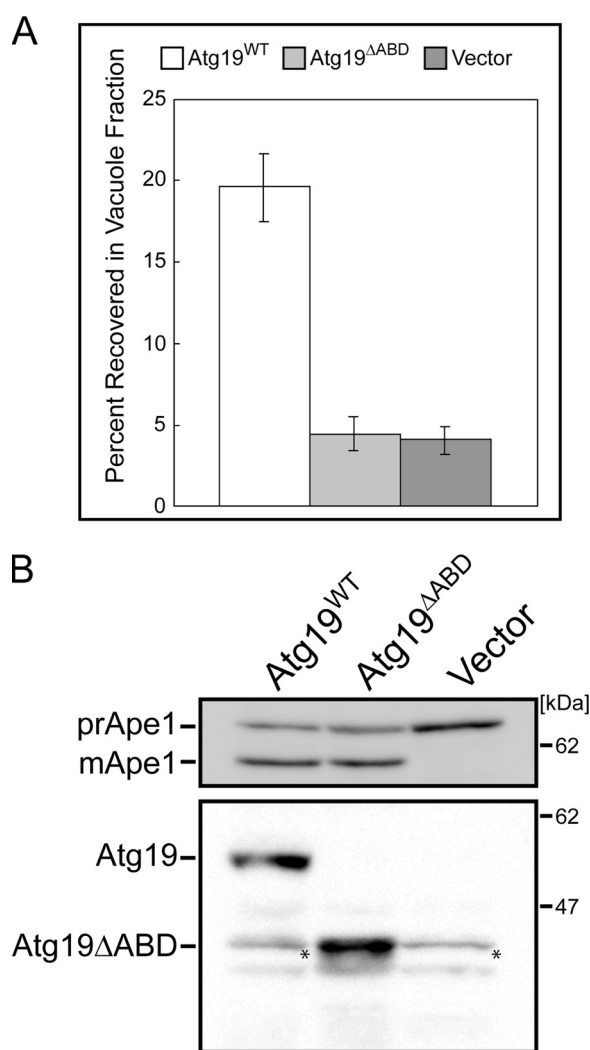 A
Atg19WT Atg19ΔABD Vector
Percent Recovered in Vacuole Fraction
25
20
15
10
5
0
B
Atg19WT Atg19ΔABD Vector
[kDa]
prApe1
62
mApe1
62
Atg19
47
Atg19ΔABD
* *